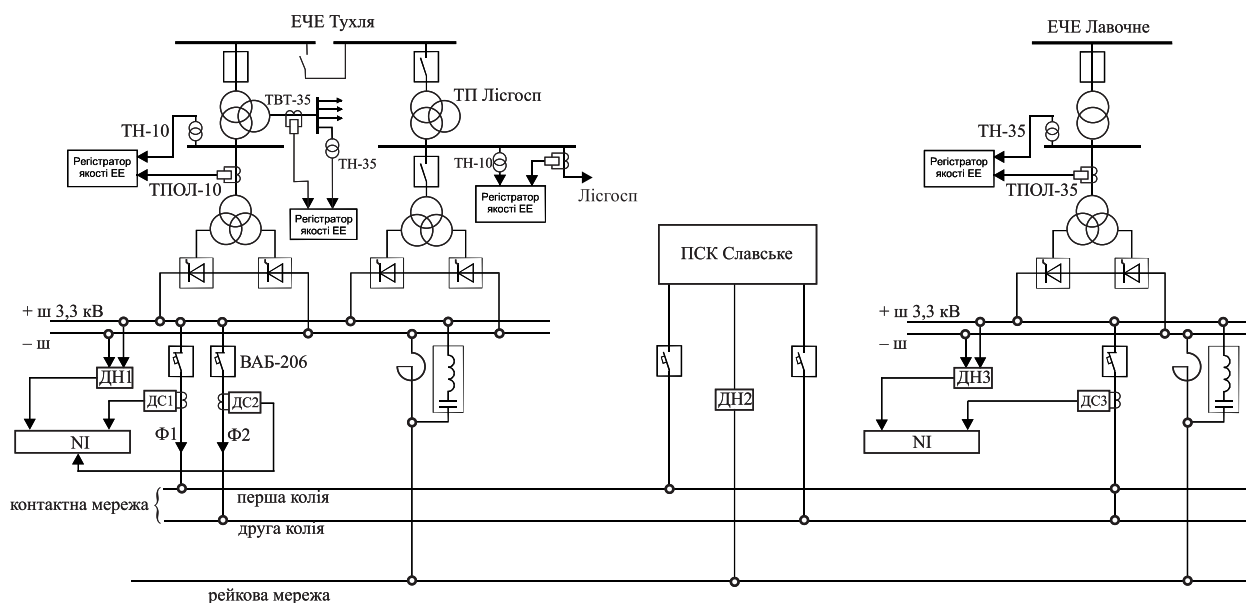 ЕЧЕ Тухля
ЕЧЕ Лавочне
ТВТ-35
ТП Лісгосп
ТН-10
ТН-35
Регістратор
якості ЕЕ
ТПОЛ-10
ТН-35
ТН-10
Регістратор
якості ЕЕ
Регістратор
якості ЕЕ
Лісгосп
Регістратор
якості ЕЕ
ТПОЛ-35
ПСК Славське
+ ш 3,3 кВ
– ш
+ ш 3,3 кВ
– ш
ВАБ-206
ДН1
ДС1
ДС2
ДН2
ДН3
ДС3
NI
Ф1
Ф2
NI
контактна мережа
перша колія
друга колія
рейкова мережа